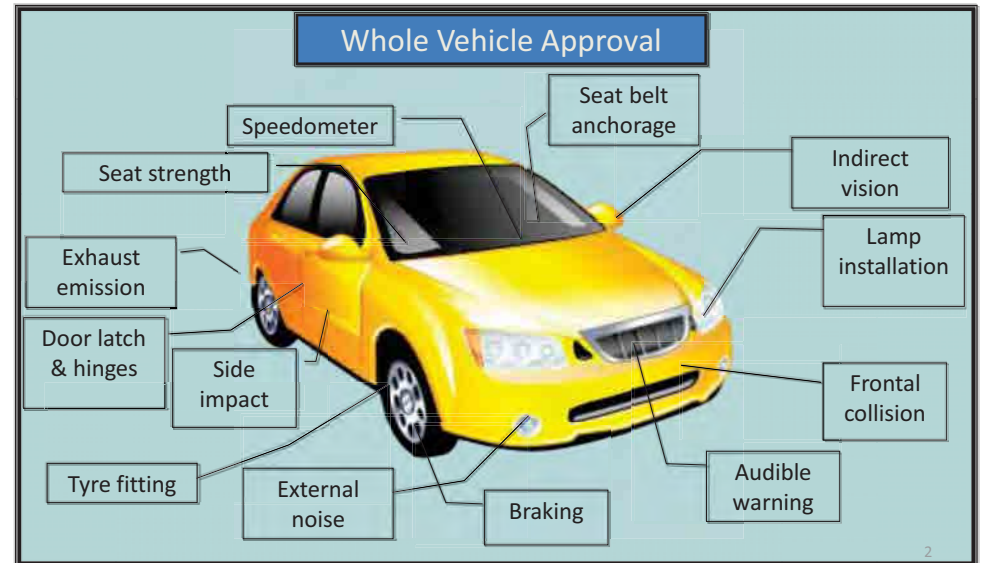 Whole Vehicle Approval
Seat belt
anchorage
Speedometer
Indirect
vision
Seat strength
Lamp
installation
Exhaust
emission
Door latch
& hinges
Side
impact
Frontal
collision
Tyre fitting
External
noise
Braking
Audible
warning
2